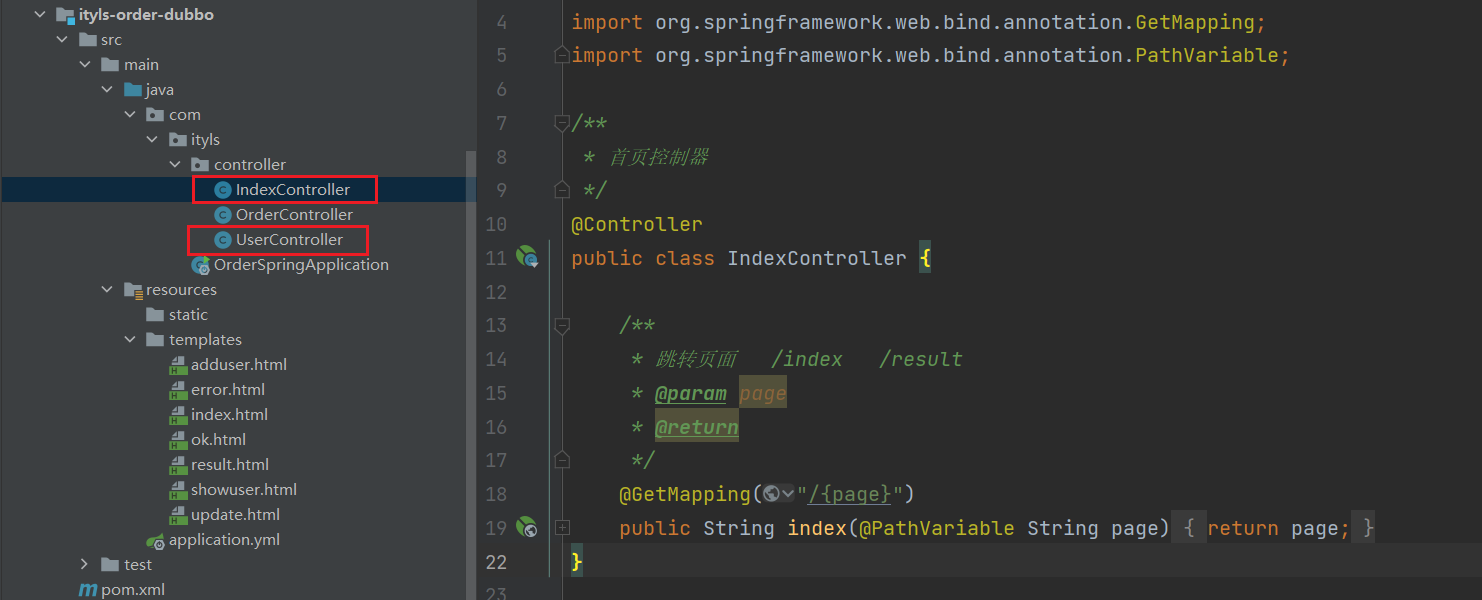 ityls-order-dubbo
src
main
java
com
ityls
controller
IndexController
OrderController
UserController
OrderSpringApplication
resources
static
templates
adduser.html
error.html
index.html
ok.html
result.html
showuser.html
update.html
application.yml
test
pom.xml
4 import org.springframework.web.bind.annotation.GetMapping;
5 import org.springframework.web.bind.annotation.PathVariable;
6
7 /**
8 * 首页控制器
9 */
10 @Controller
11 public class IndexController {
12
13 /**
14 * 跳转页面 /index /result
15 * @param page
16 * @return
17 */
18 @GetMapping("/{page}")
19 public String index(@PathVariable String page) { return page; }
22 }
23